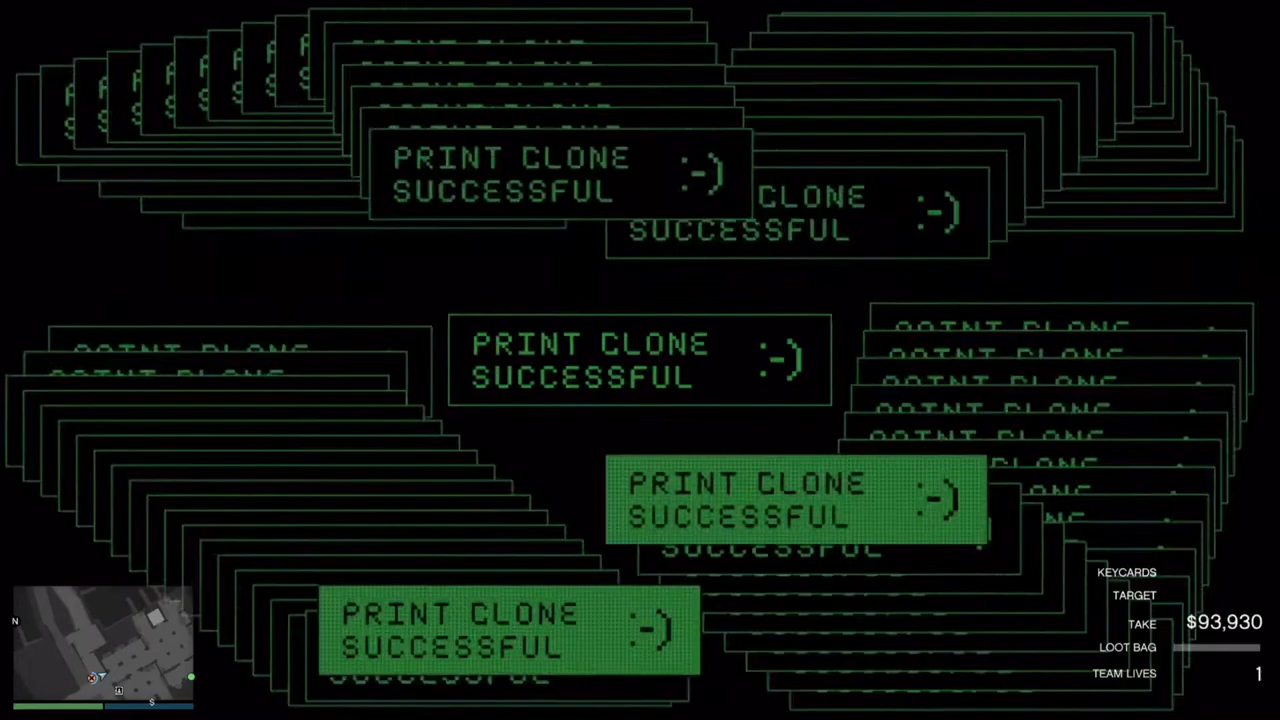 PRINT CLONE
SUCCESSFUL :-)
CLONE
SUCCESSFUL :-)
PRINT CLONE
SUCCESSFUL :-)
PRINT CLONE
SUCCESSFUL :-)
PRINT CLONE
SUCCESSFUL :-)
KEYCARDS
TARGET
TAKE $93,930
LOOT BAG
TEAM LIVES 1
N
S